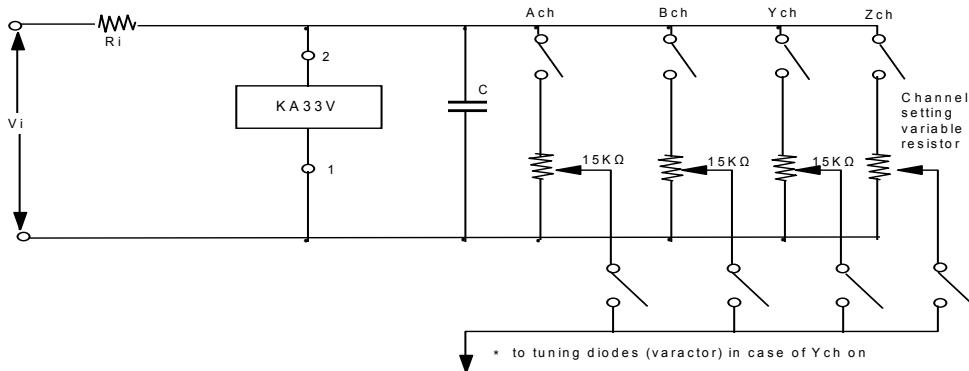 Ach Bch Ych Zch
Ri
2
KA33V
C
Vi
1
15KΩ 15KΩ 15KΩ
Channel
setting
variable
resistor
* to tuning diodes (varactor) in case of Ych on